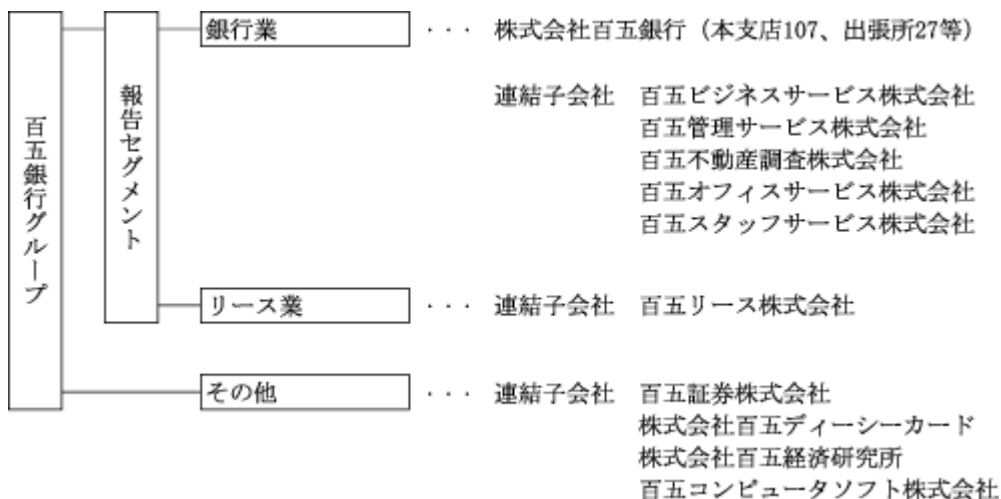 百五銀行グループ
報告セグメント
銀行業 ・・・ 株式会社百五銀行（本支店107、出張所27等）
連結子会社 百五ビジネスサービス株式会社
百五管理サービス株式会社
百五不動産調査株式会社
百五オフィスサービス株式会社
百五スタッフサービス株式会社
リース業 ・・・ 連結子会社 百五リース株式会社
その他 ・・・ 連結子会社 百五証券株式会社
株式会社百五ディーシーカード
株式会社百五経済研究所
百五コンピュータソフト株式会社